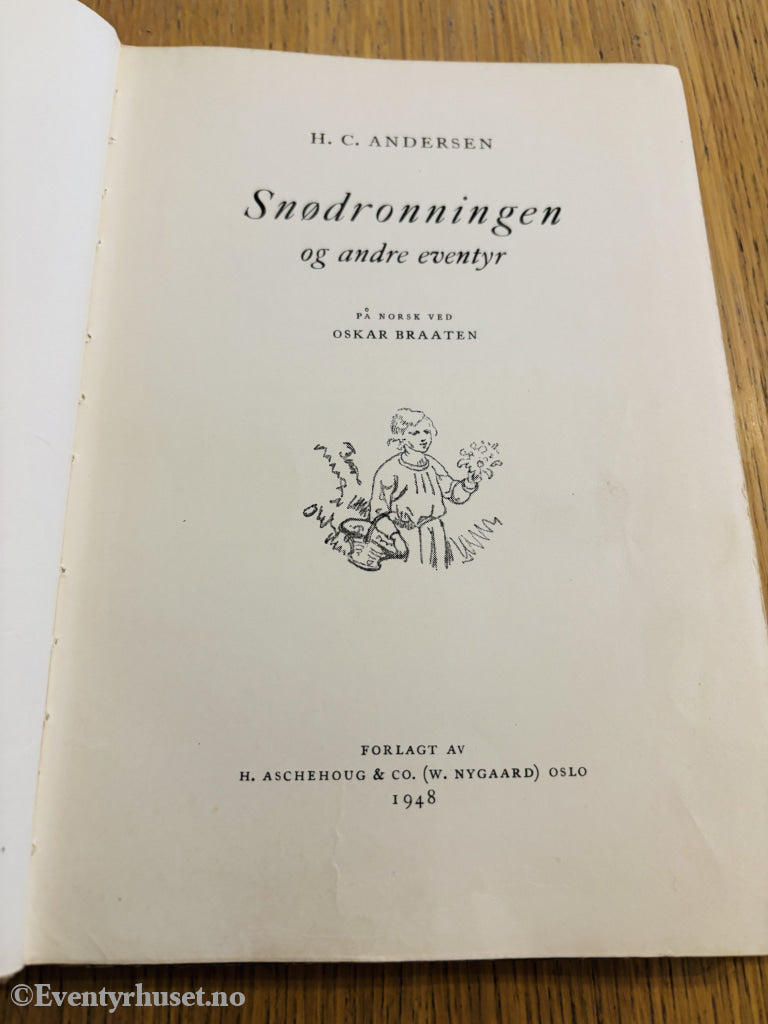 H. C. ANDERSEN
Snødronningen
og andre eventyr
PÅ NORSK VED
OSKAR BRAATEN
FORLAGT AV
H. ASCHEHOUG & CO. (W. NYGAARD) OSLO
1948
©Eventyrhuset.no